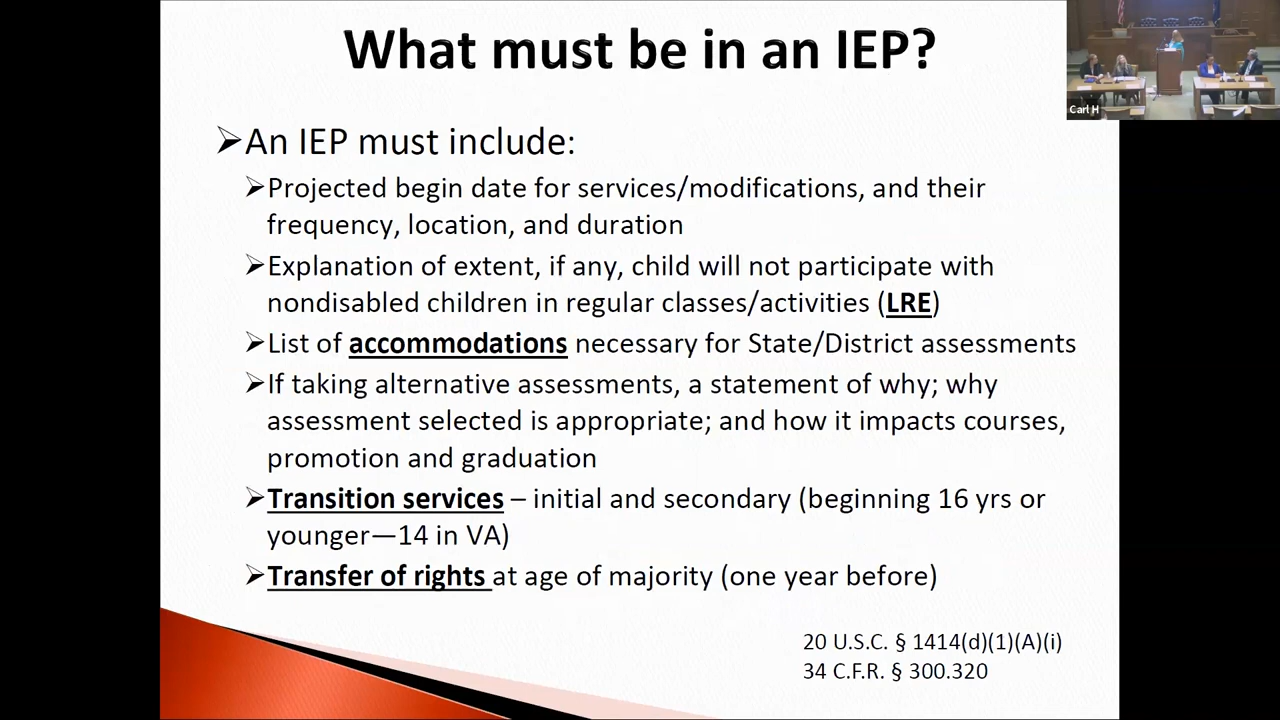 What must be in an IEP?
Carl H
➢An IEP must include:
➢Projected begin date for services/modifications, and their
frequency, location, and duration
➢Explanation of extent, if any, child will not participate with
nondisabled children in regular classes/activities (LRE)
➢List of accommodations necessary for State/District assessments
➢If taking alternative assessments, a statement of why; why
assessment selected is appropriate; and how it impacts courses,
promotion and graduation
➢Transition services – initial and secondary (beginning 16 yrs or
younger—14 in VA)
➢Transfer of rights at age of majority (one year before)
20 U.S.C. § 1414(d)(1)(A)(i)
34 C.F.R. § 300.320